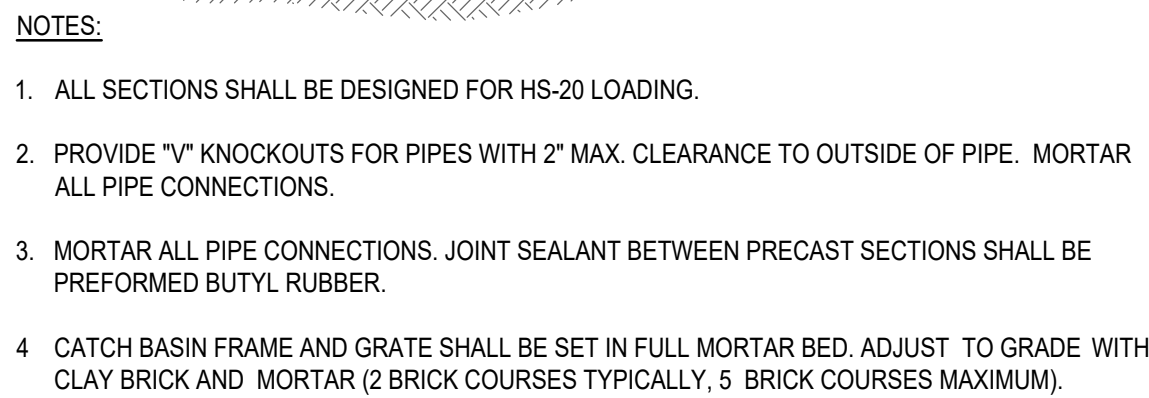 NOTES:
1. ALL SECTIONS SHALL BE DESIGNED FOR HS-20 LOADING.
2. PROVIDE "V" KNOCKOUTS FOR PIPES WITH 2" MAX. CLEARANCE TO OUTSIDE OF PIPE. MORTAR
ALL PIPE CONNECTIONS.
3. MORTAR ALL PIPE CONNECTIONS. JOINT SEALANT BETWEEN PRECAST SECTIONS SHALL BE
PREFORMED BUTYL RUBBER.
4 CATCH BASIN FRAME AND GRATE SHALL BE SET IN FULL MORTAR BED. ADJUST TO GRADE WITH
CLAY BRICK AND MORTAR (2 BRICK COURSES TYPICALLY, 5 BRICK COURSES MAXIMUM).